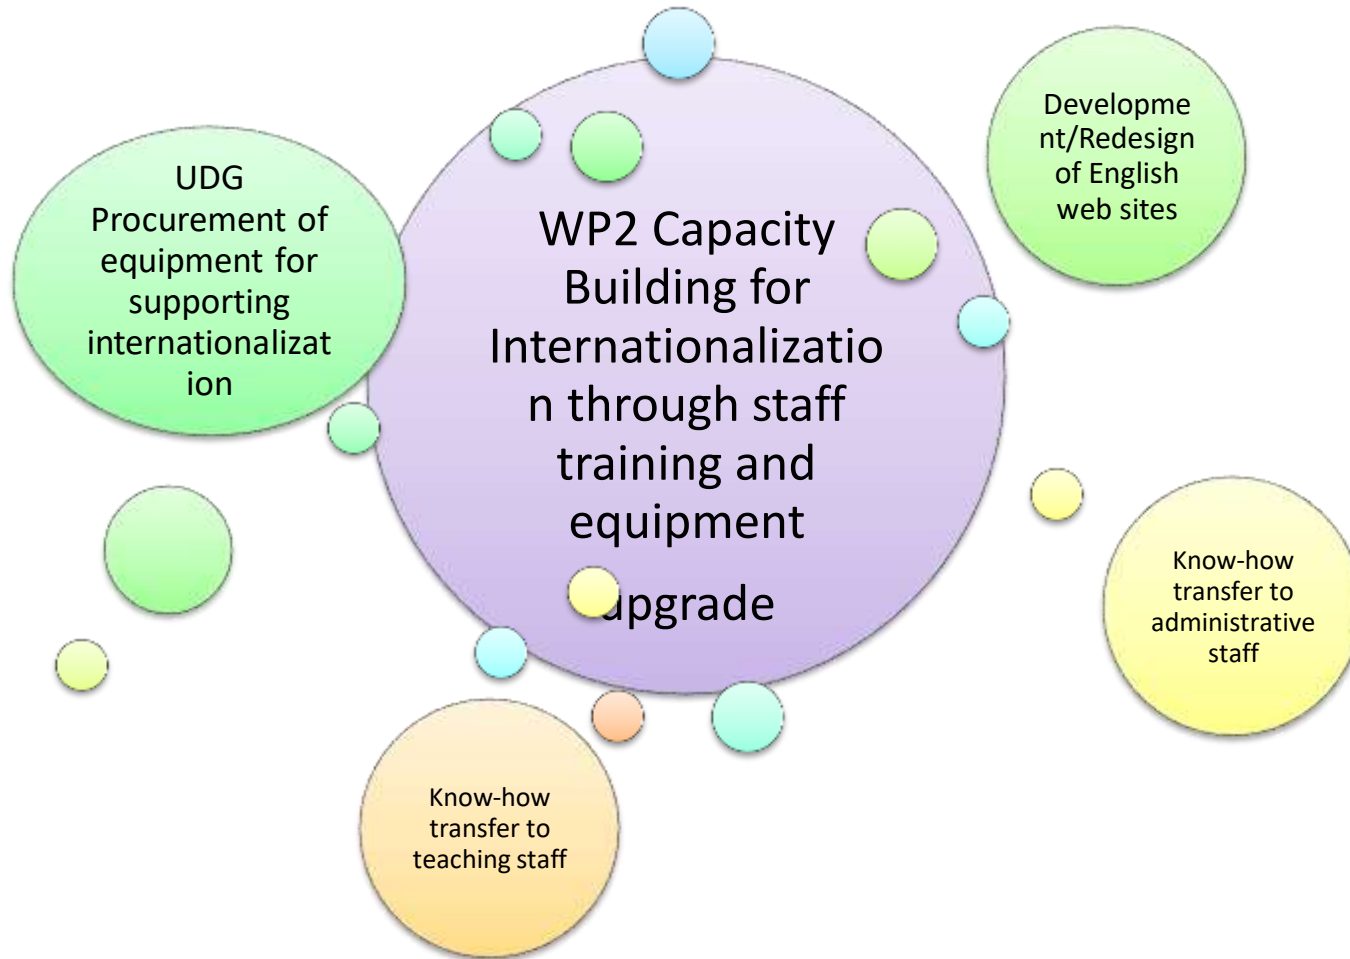 UDG
Procurement of
equipment for
supporting
internationalizat
ion
WP2 Capacity
Building for
Internationalizatio
n through staff
training and
equipment
upgrade
Developme
nt/Redesign
of English
web sites
Know-how
transfer to
administrative
staff
Know-how
transfer to
teaching staff